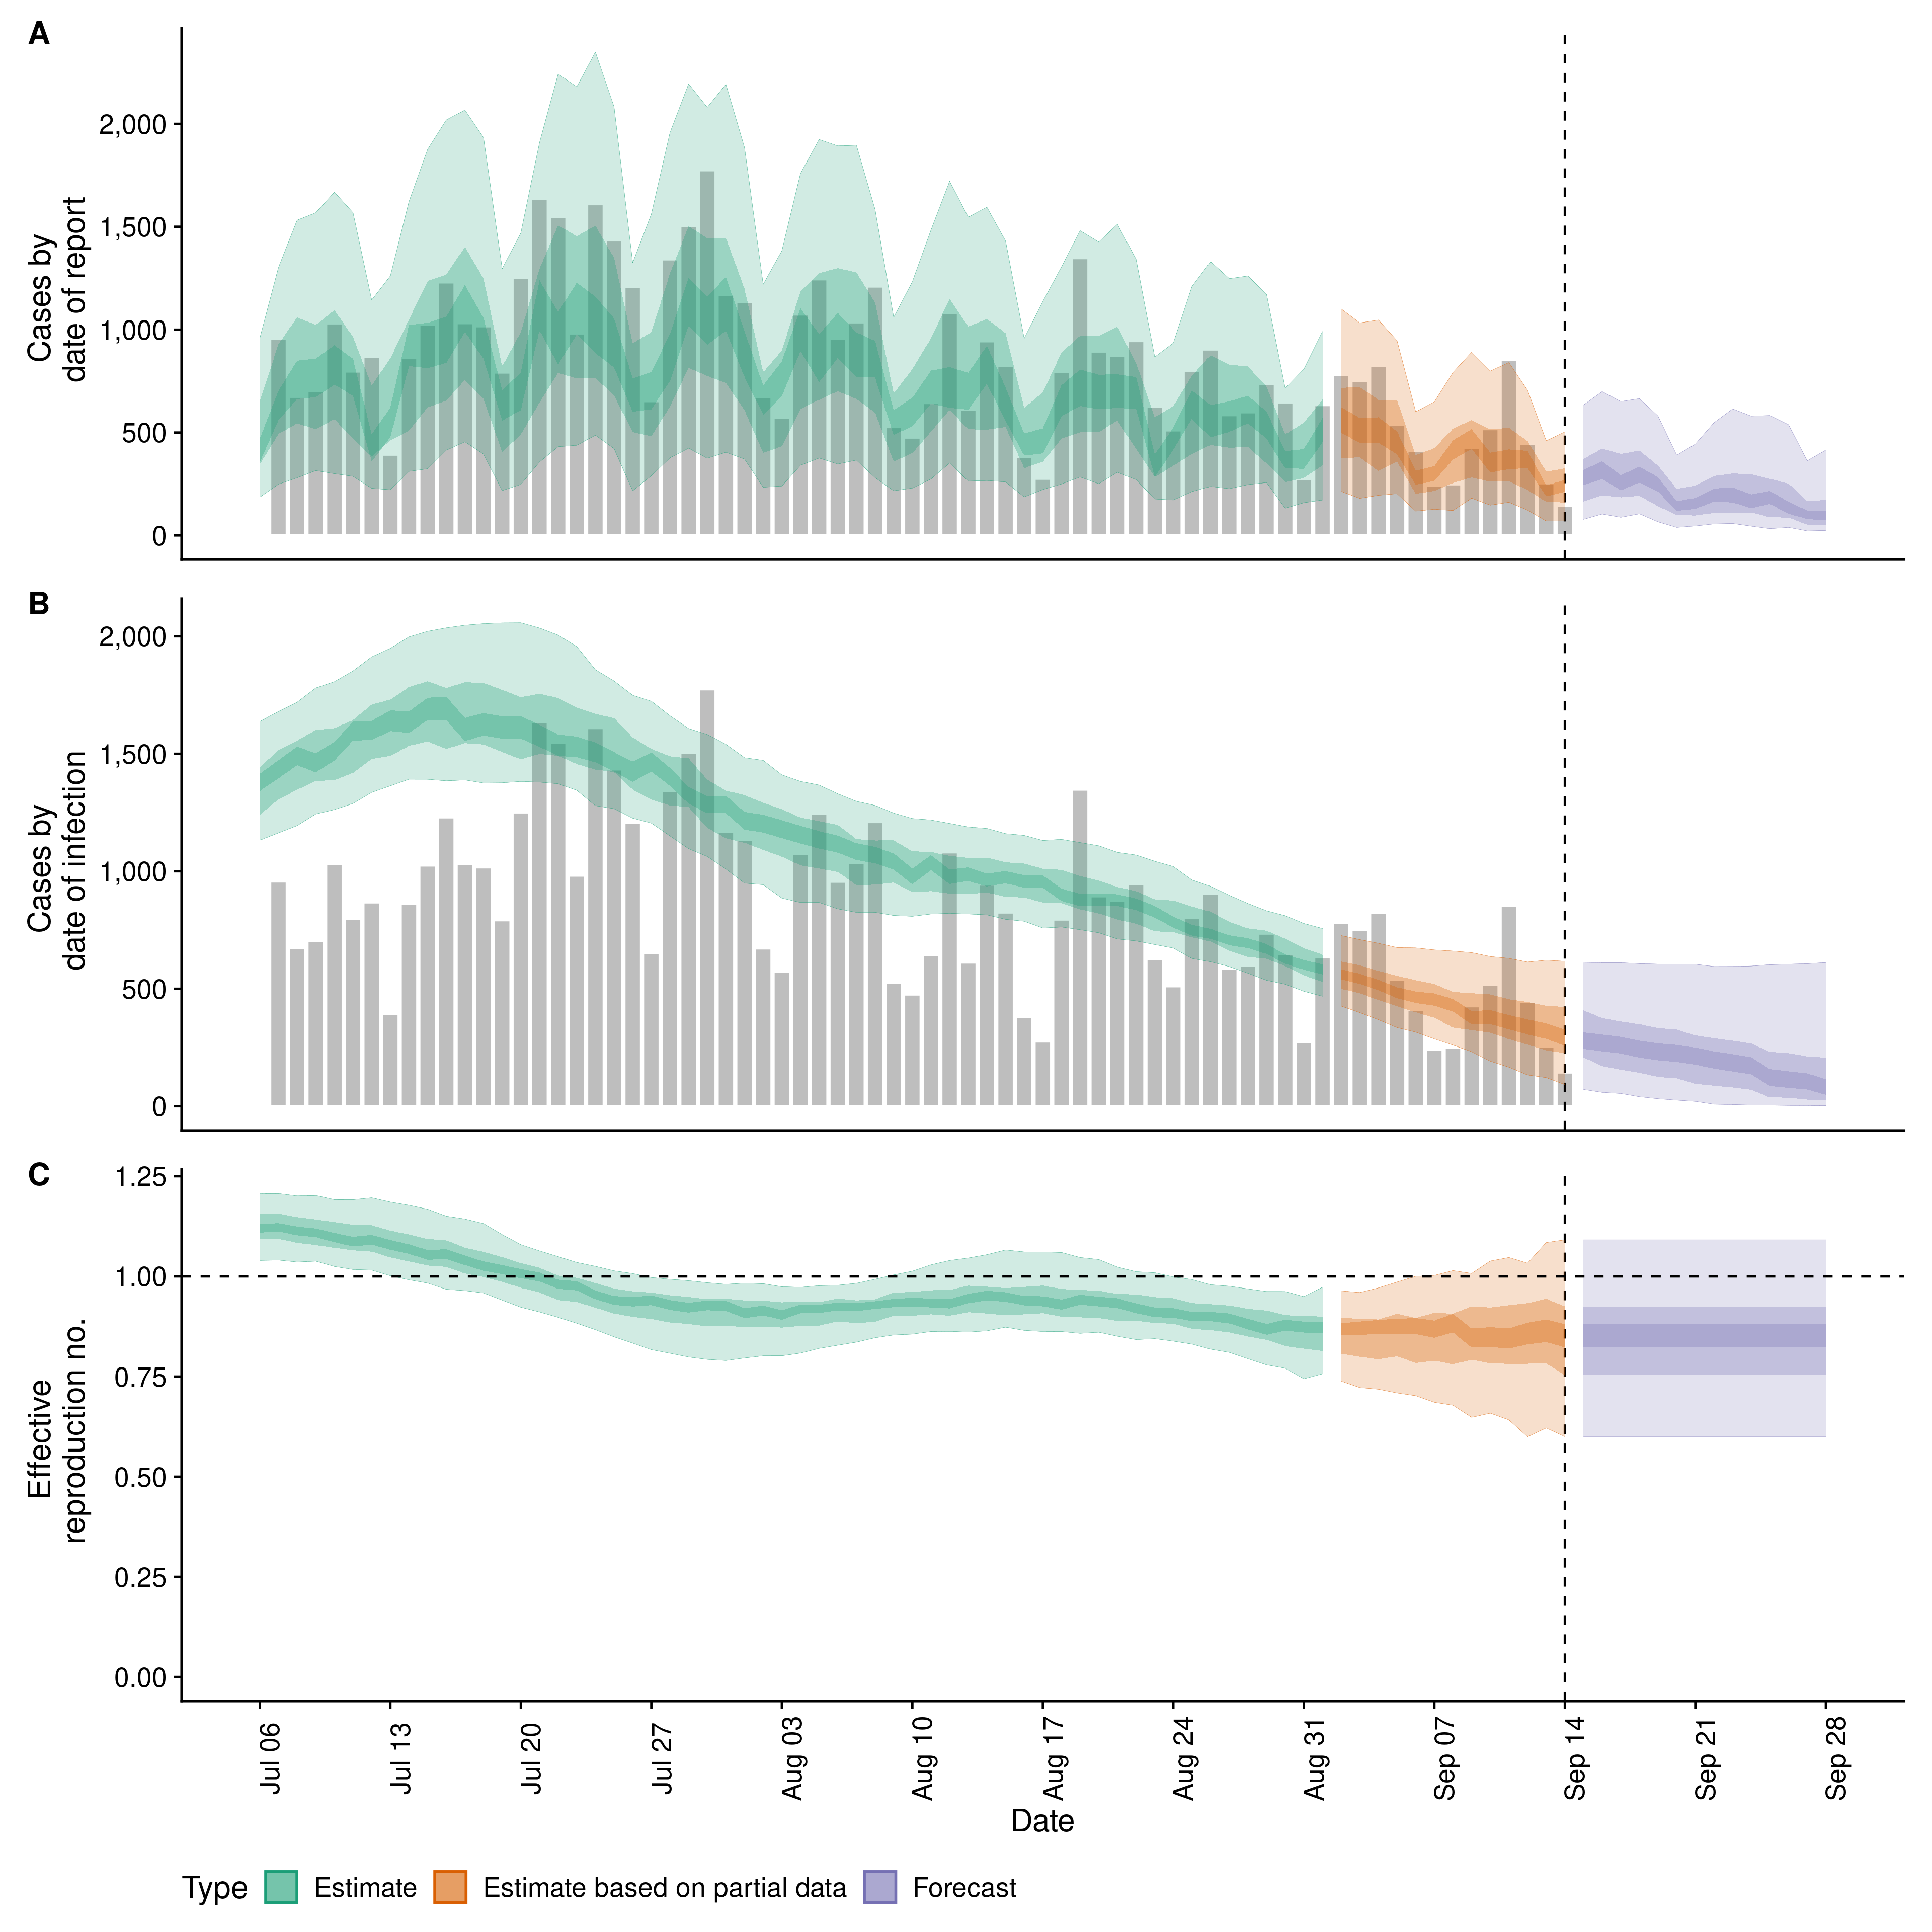 A
Cases by
date of report
2,000
1,500
1,000
500
0
B
Cases by
date of infection
2,000
1,500
1,000
500
0
C
Effective
reproduction no.
1.25
1.00
0.75
0.50
0.25
0.00
Jul 06
Jul 13
Jul 20
Jul 27
Aug 03
Aug 10
Aug 17
Aug 24
Aug 31
Sep 07
Sep 14
Sep 21
Sep 28
Date
Type Estimate Estimate based on partial data Forecast